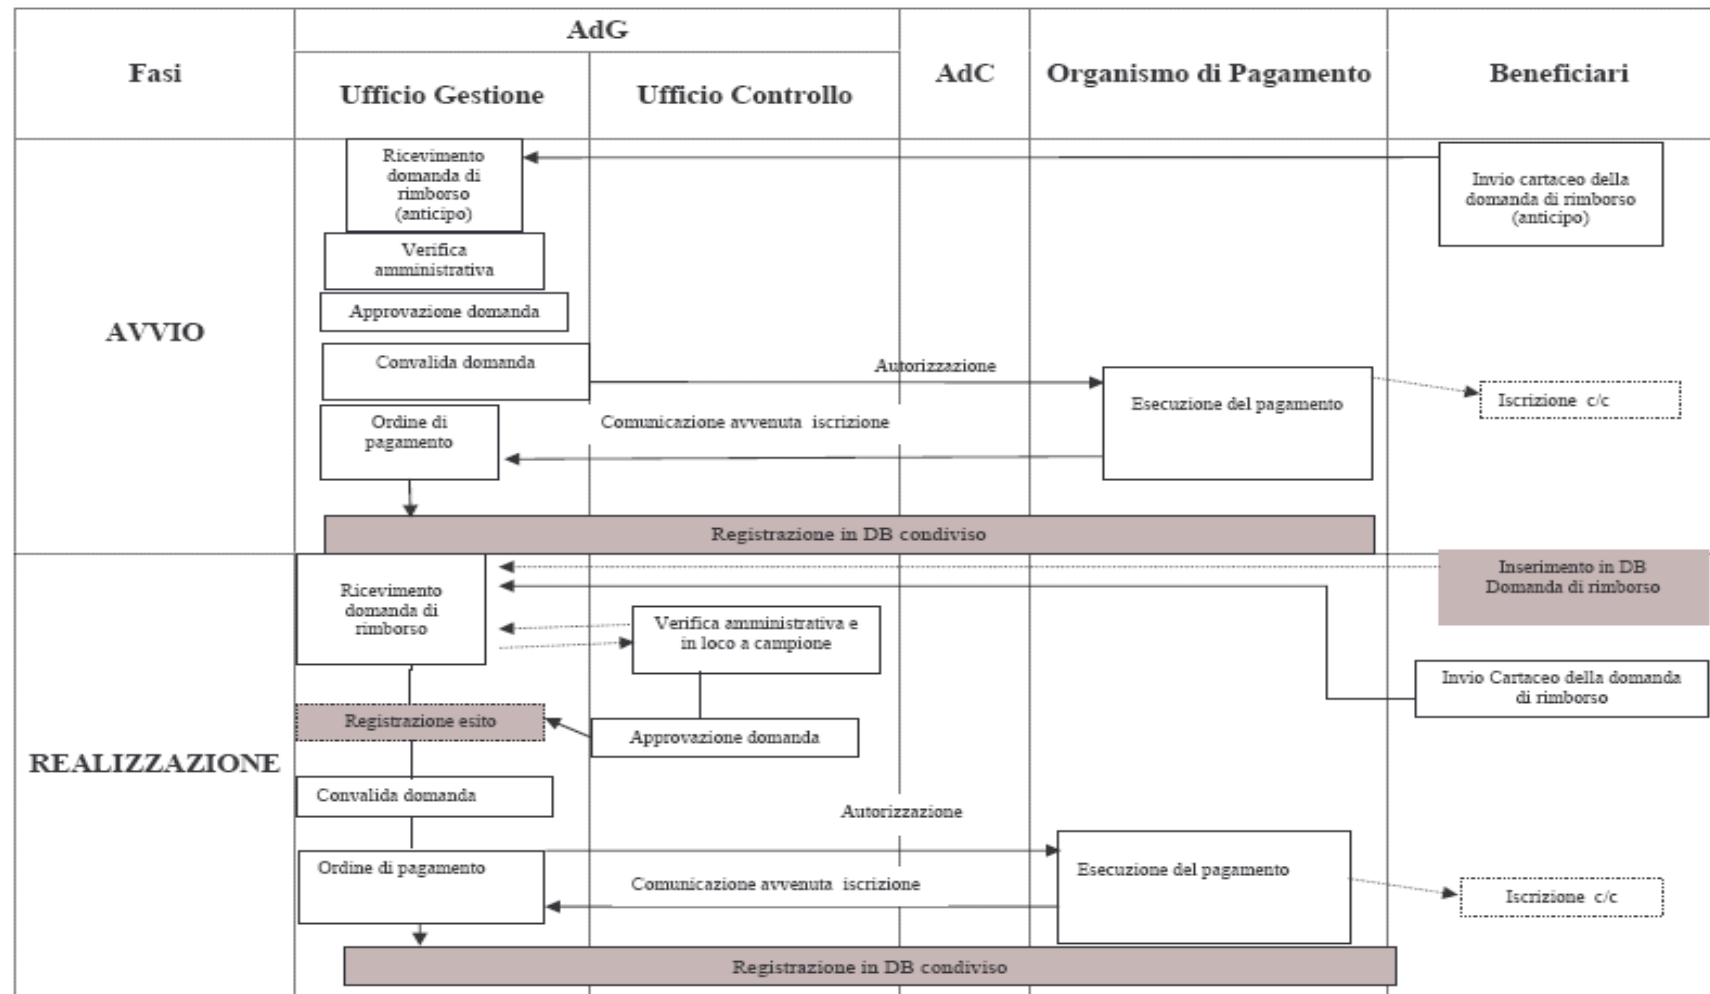 Fasi
AdG
Ufficio Gestione
Ufficio Controllo
AdC
Organismo di Pagamento
Beneficiari
AVVIO
Ricevimento
domanda di
rimborso
(anticipo)
Invio cartaceo della
domanda di rimborso
(anticipo)
Verifica
amministrativa
Approvazione domanda
Convalida domanda
Autorizzazione
Esecuzione del pagamento
Iscrizione c/c
Ordine di
pagamento
Comunicazione avvenuta iscrizione
Registrazione in DB condiviso
REALIZZAZIONE
Ricevimento
domanda di
rimborso
Inserimento in DB
Domanda di rimborso
Verifica amministrativa e
in loco a campione
Invio Cartaceo della domanda
di rimborso
Registrazione esito
Approvazione domanda
Convalida domanda
Autorizzazione
Ordine di pagamento
Comunicazione avvenuta iscrizione
Esecuzione del pagamento
Iscrizione c/c
Registrazione in DB condiviso